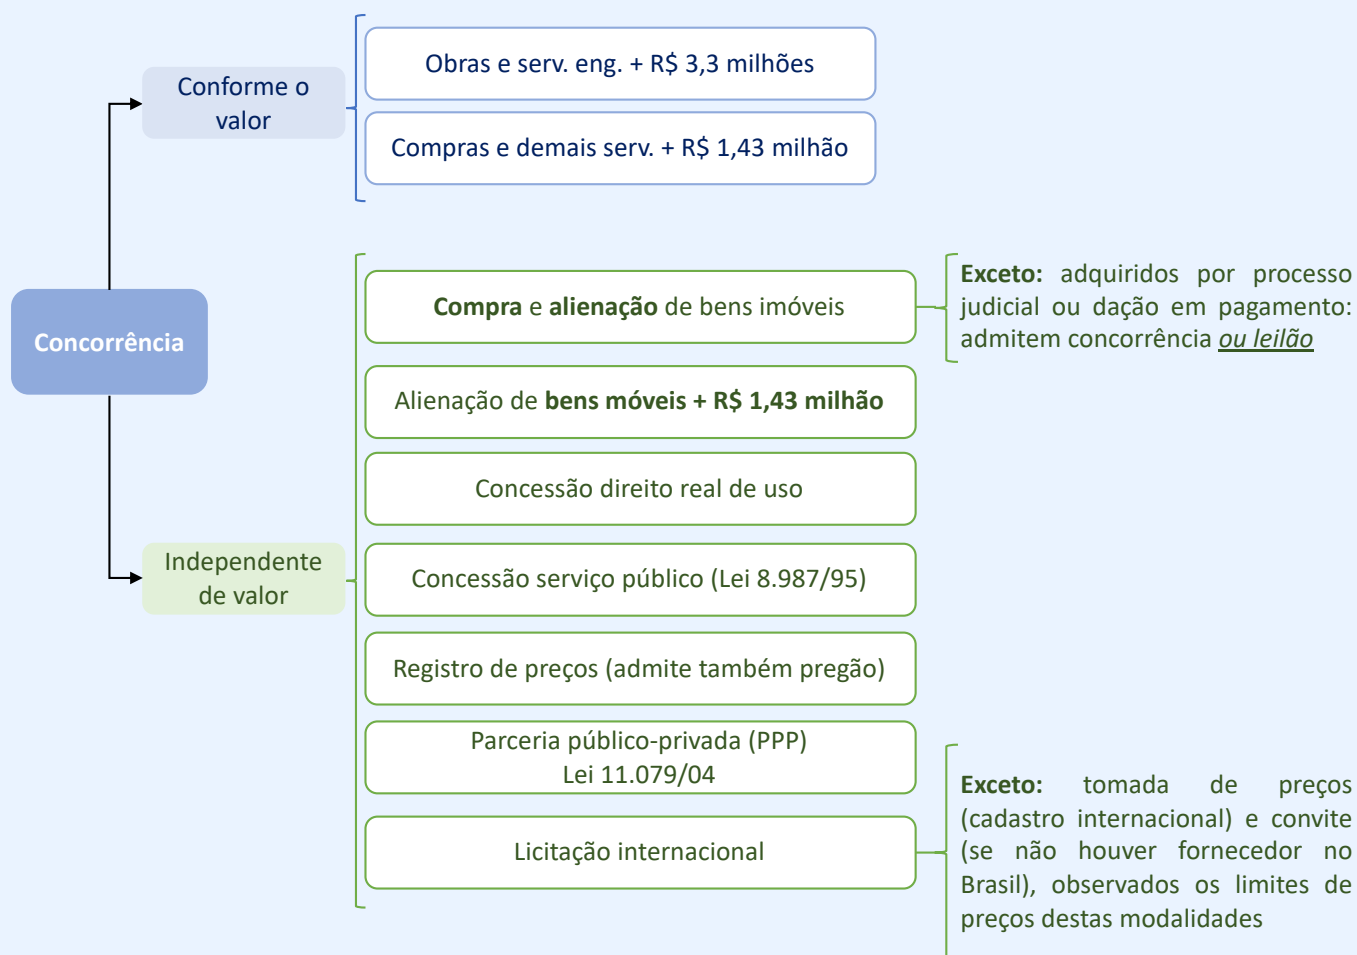 Concorrência
Conforme o
valor
Obras e serv. eng. + R$ 3,3 milhões
Compras e demais serv. + R$ 1,43 milhão
Independente
de valor
Compra e alienação de bens imóveis
Exceto: adquiridos por processo
judicial ou dação em pagamento:
admitem concorrência ou leilão
Alienação de bens móveis + R$ 1,43 milhão
Concessão direito real de uso
Concessão serviço público (Lei 8.987/95)
Registro de preços (admite também pregão)
Parceria público-privada (PPP)
Lei 11.079/04
Licitação internacional
Exceto: tomada de preços
(cadastro internacional) e convite
(se não houver fornecedor no
Brasil), observados os limites de
preços destas modalidades